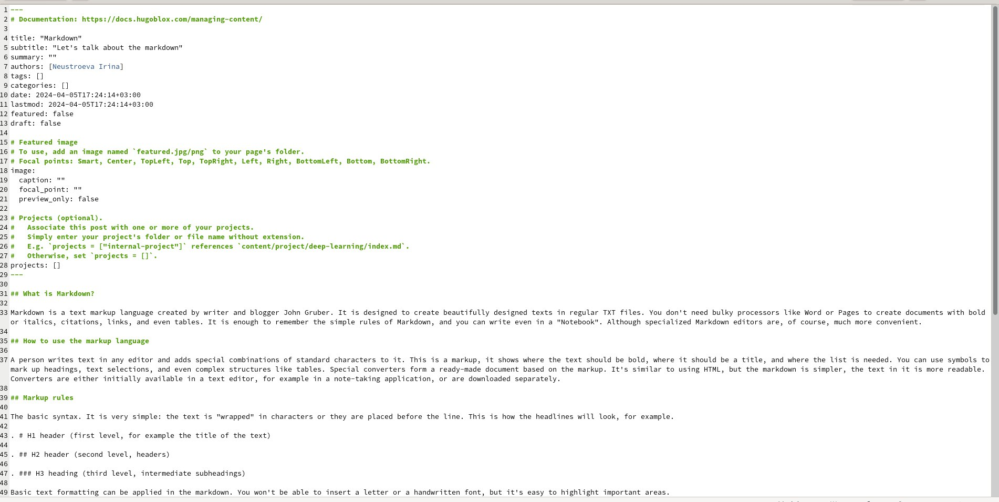 1 ---
2 # Documentation: https://docs.hugoblox.com/managing-content/
3
4 title: "Markdown"
5 subtitle: "Let's talk about the markdown"
6 summary: ""
7 authors: [Neustroeva Irina]
8 tags: []
9 categories: []
10 date: 2024-04-05T17:24:14+03:00
11 lastmod: 2024-04-05T17:24:14+03:00
12 featured: false
13 draft: false
14
15 # Featured image
16 # To use, add an image named `featured.jpg/png` to your page's folder.
17 # Focal points: Smart, Center, TopLeft, Top, TopRight, Left, Right, BottomLeft, Bottom, BottomRight.
18 image:
19   caption: ""
20   focal_point: ""
21   preview_only: false
22
23 # Projects (optional).
24 #   Associate this post with one or more of your projects.
25 #   Simply enter your project's folder or file name without extension.
26 #   E.g. `projects = ["internal-project"]` references `content/project/deep-learning/index.md`.
27 #   Otherwise, set `projects = []`.
28 projects: []
29 ---
30
31 ## What is Markdown?
32
33 Markdown is a text markup language created by writer and blogger John Gruber. It is designed to create beautifully designed texts in regular TXT files. You don't need bulky processors like Word or Pages to create documents with bold
or italics, citations, links, and even tables. It is enough to remember the simple rules of Markdown, and you can write even in a "Notebook". Although specialized Markdown editors are, of course, much more convenient.
34
35 ## How to use the markup language
36
37 A person writes text in any editor and adds special combinations of standard characters to it. This is a markup, it shows where the text should be bold, where it should be a title, and where the list is needed. You can use symbols to
mark up headings, text selections, and even complex structures like tables. Special converters form a ready-made document based on the markup. It's similar to using HTML, but the markdown is simpler, the text in it is more readable.
Converters are either initially available in a text editor, for example in a note-taking application, or are downloaded separately.
38
39 ## Markup rules
40
41 The basic syntax. It is very simple: the text is "wrapped" in characters or they are placed before the line. This is how the headlines will look, for example.
42
43 . # H1 header (first level, for example the title of the text)
44
45 . ## H2 header (second level, headers)
46
47 . ### H3 heading (third level, intermediate subheadings)
48
49 Basic text formatting can be applied in the markdown. You won't be able to insert a letter or a handwritten font, but it's easy to highlight important areas.